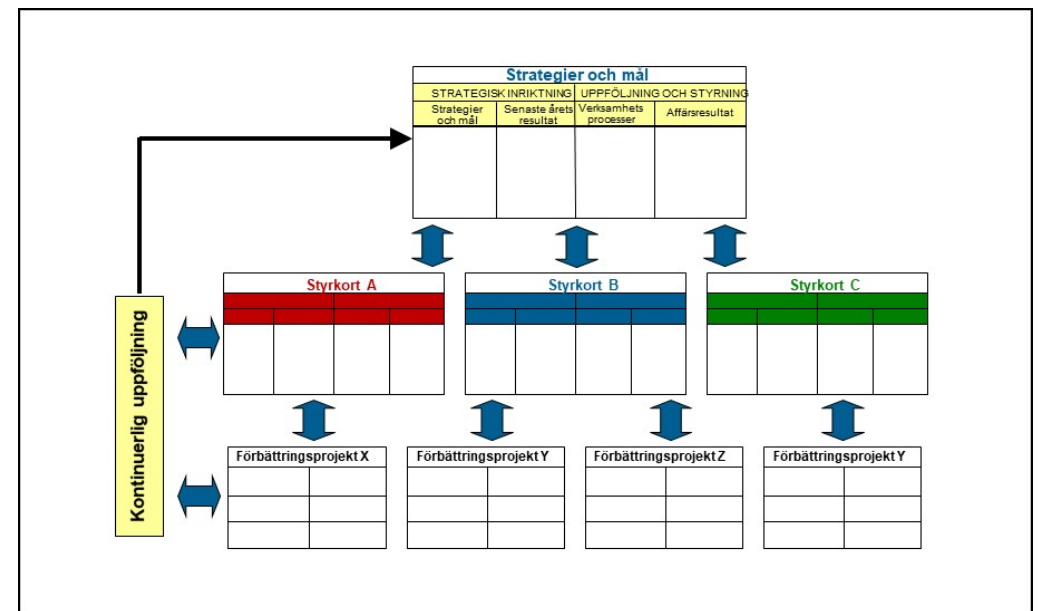 Strategier och mål
STRATEGISK INRIKTNING UPPFÖLJNING OCH STYRNING
Strategier och mål
Senaste årets resultat
Verksamhets processer
Affärsresultat
Styrkort A
Styrkort B
Styrkort C
Kontinuerlig uppföljning
Förbättringsprojekt X
Förbättringsprojekt Y
Förbättringsprojekt Z
Förbättringsprojekt Y